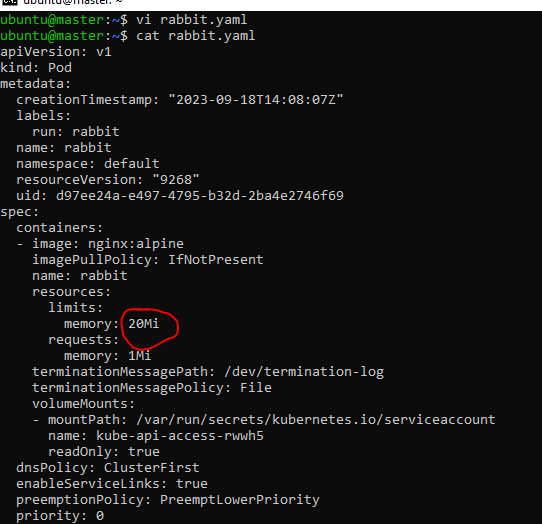 ubuntu@master: ~
ubuntu@master:~$ vi rabbit.yaml
ubuntu@master:~$ cat rabbit.yaml
apiVersion: v1
kind: Pod
metadata:
  creationTimestamp: "2023-09-18T14:08:07Z"
  labels:
    run: rabbit
  name: rabbit
  namespace: default
  resourceVersion: "9268"
  uid: d97ee24a-e497-4795-b32d-2ba4e2746f69
spec:
  containers:
  - image: nginx:alpine
    imagePullPolicy: IfNotPresent
    name: rabbit
    resources:
      limits:
        memory: 20Mi
      requests:
        memory: 1Mi
    terminationMessagePath: /dev/termination-log
    terminationMessagePolicy: File
    volumeMounts:
    - mountPath: /var/run/secrets/kubernetes.io/serviceaccount
      name: kube-api-access-rwwh5
      readOnly: true
  dnsPolicy: ClusterFirst
  enableServiceLinks: true
  preemptionPolicy: PreemptLowerPriority
  priority: 0